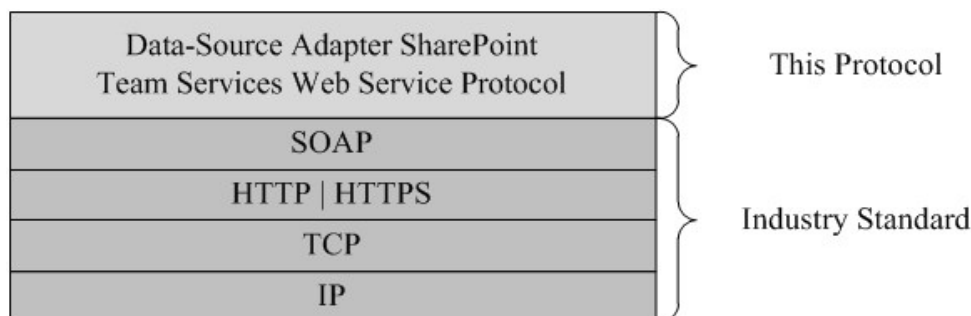 Data-Source Adapter SharePoint
Team Services Web Service Protocol
This Protocol
SOAP
HTTP | HTTPS
TCP
IP
Industry Standard